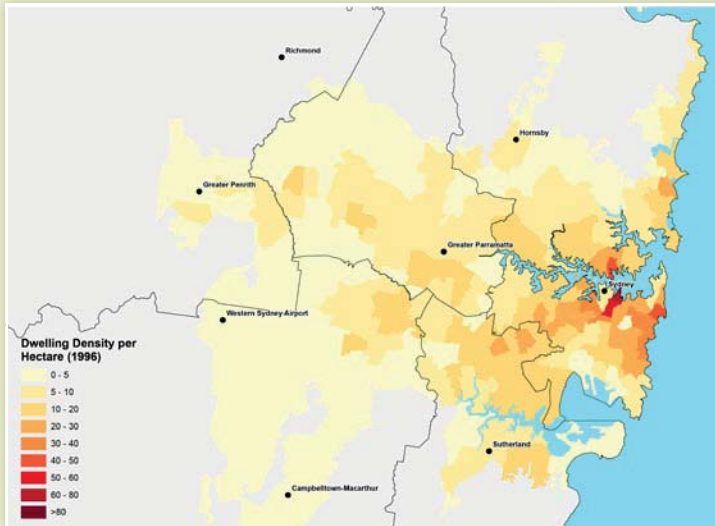 Richmond
Hornsby
Greater Penrith
Greater Parramatta
Sydney
Western Sydney Airport
Dwelling Density per
Hectare (1996)
0 - 5
5 - 10
10 - 20
20 - 30
30 - 40
40 - 50
50 - 60
60 - 80
>80
Sutherland
Campbelltown-Macarthur